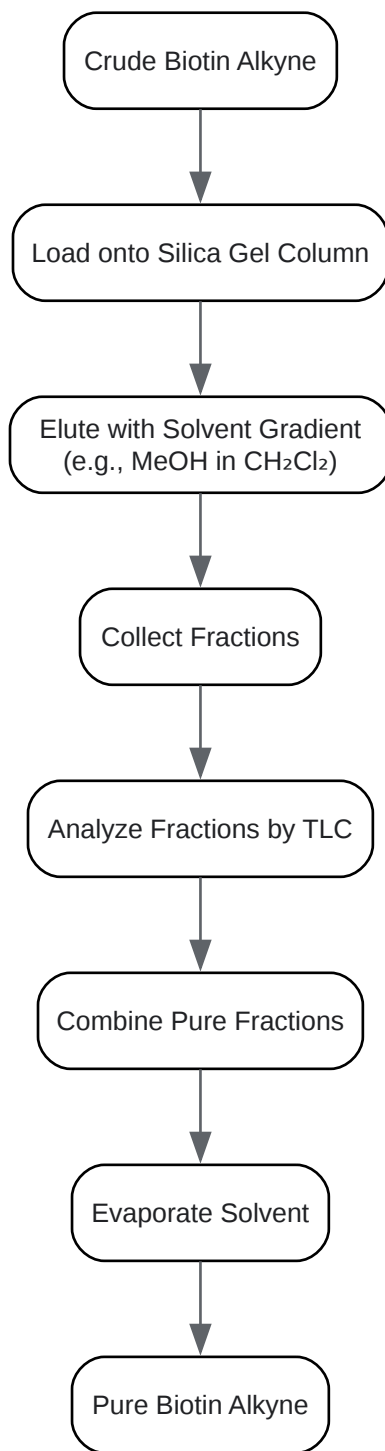 Crude Biotin Alkyne
Load onto Silica Gel Column
Elute with Solvent Gradient
(e.g., MeOH in CH₂Cl₂)
Collect Fractions
Analyze Fractions by TLC
Combine Pure Fractions
Evaporate Solvent
Pure Biotin Alkyne